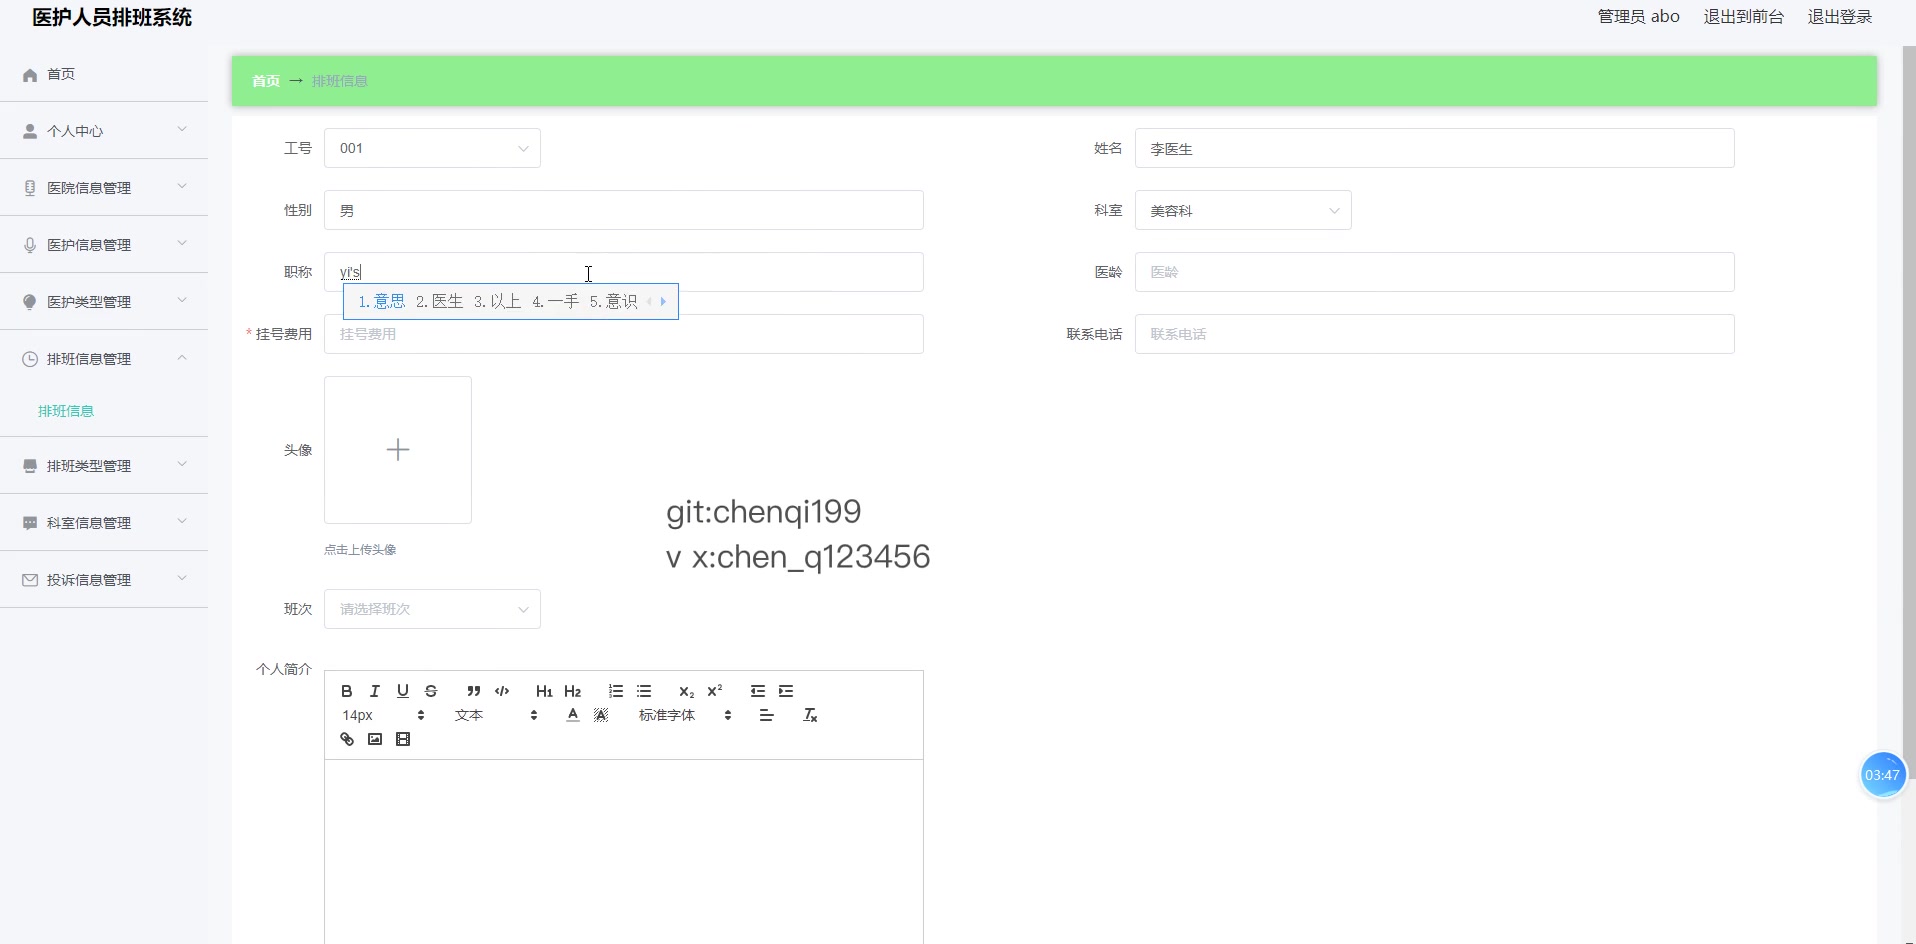 医护人员排班系统
管理员 abo 退出到前台 退出登录
首页
个人中心
医院信息管理
医护信息管理
医护类型管理
排班信息管理
排班信息
排班类型管理
科室信息管理
投诉信息管理
首页 → 排班信息
工号 001
姓名 李医生
性别 男
科室 美容科
职称 yi's
1.意思 2.医生 3.以上 4.一手 5.意识
医龄 医龄
* 挂号费用 挂号费用
联系电话 联系电话
头像
点击上传头像
git:chenqi199
v x:chen_q123456
班次 请选择班次
个人简介
B I U S H1 H2 X2 X2
14px 文本 A A 标准字体 Tx
03:47